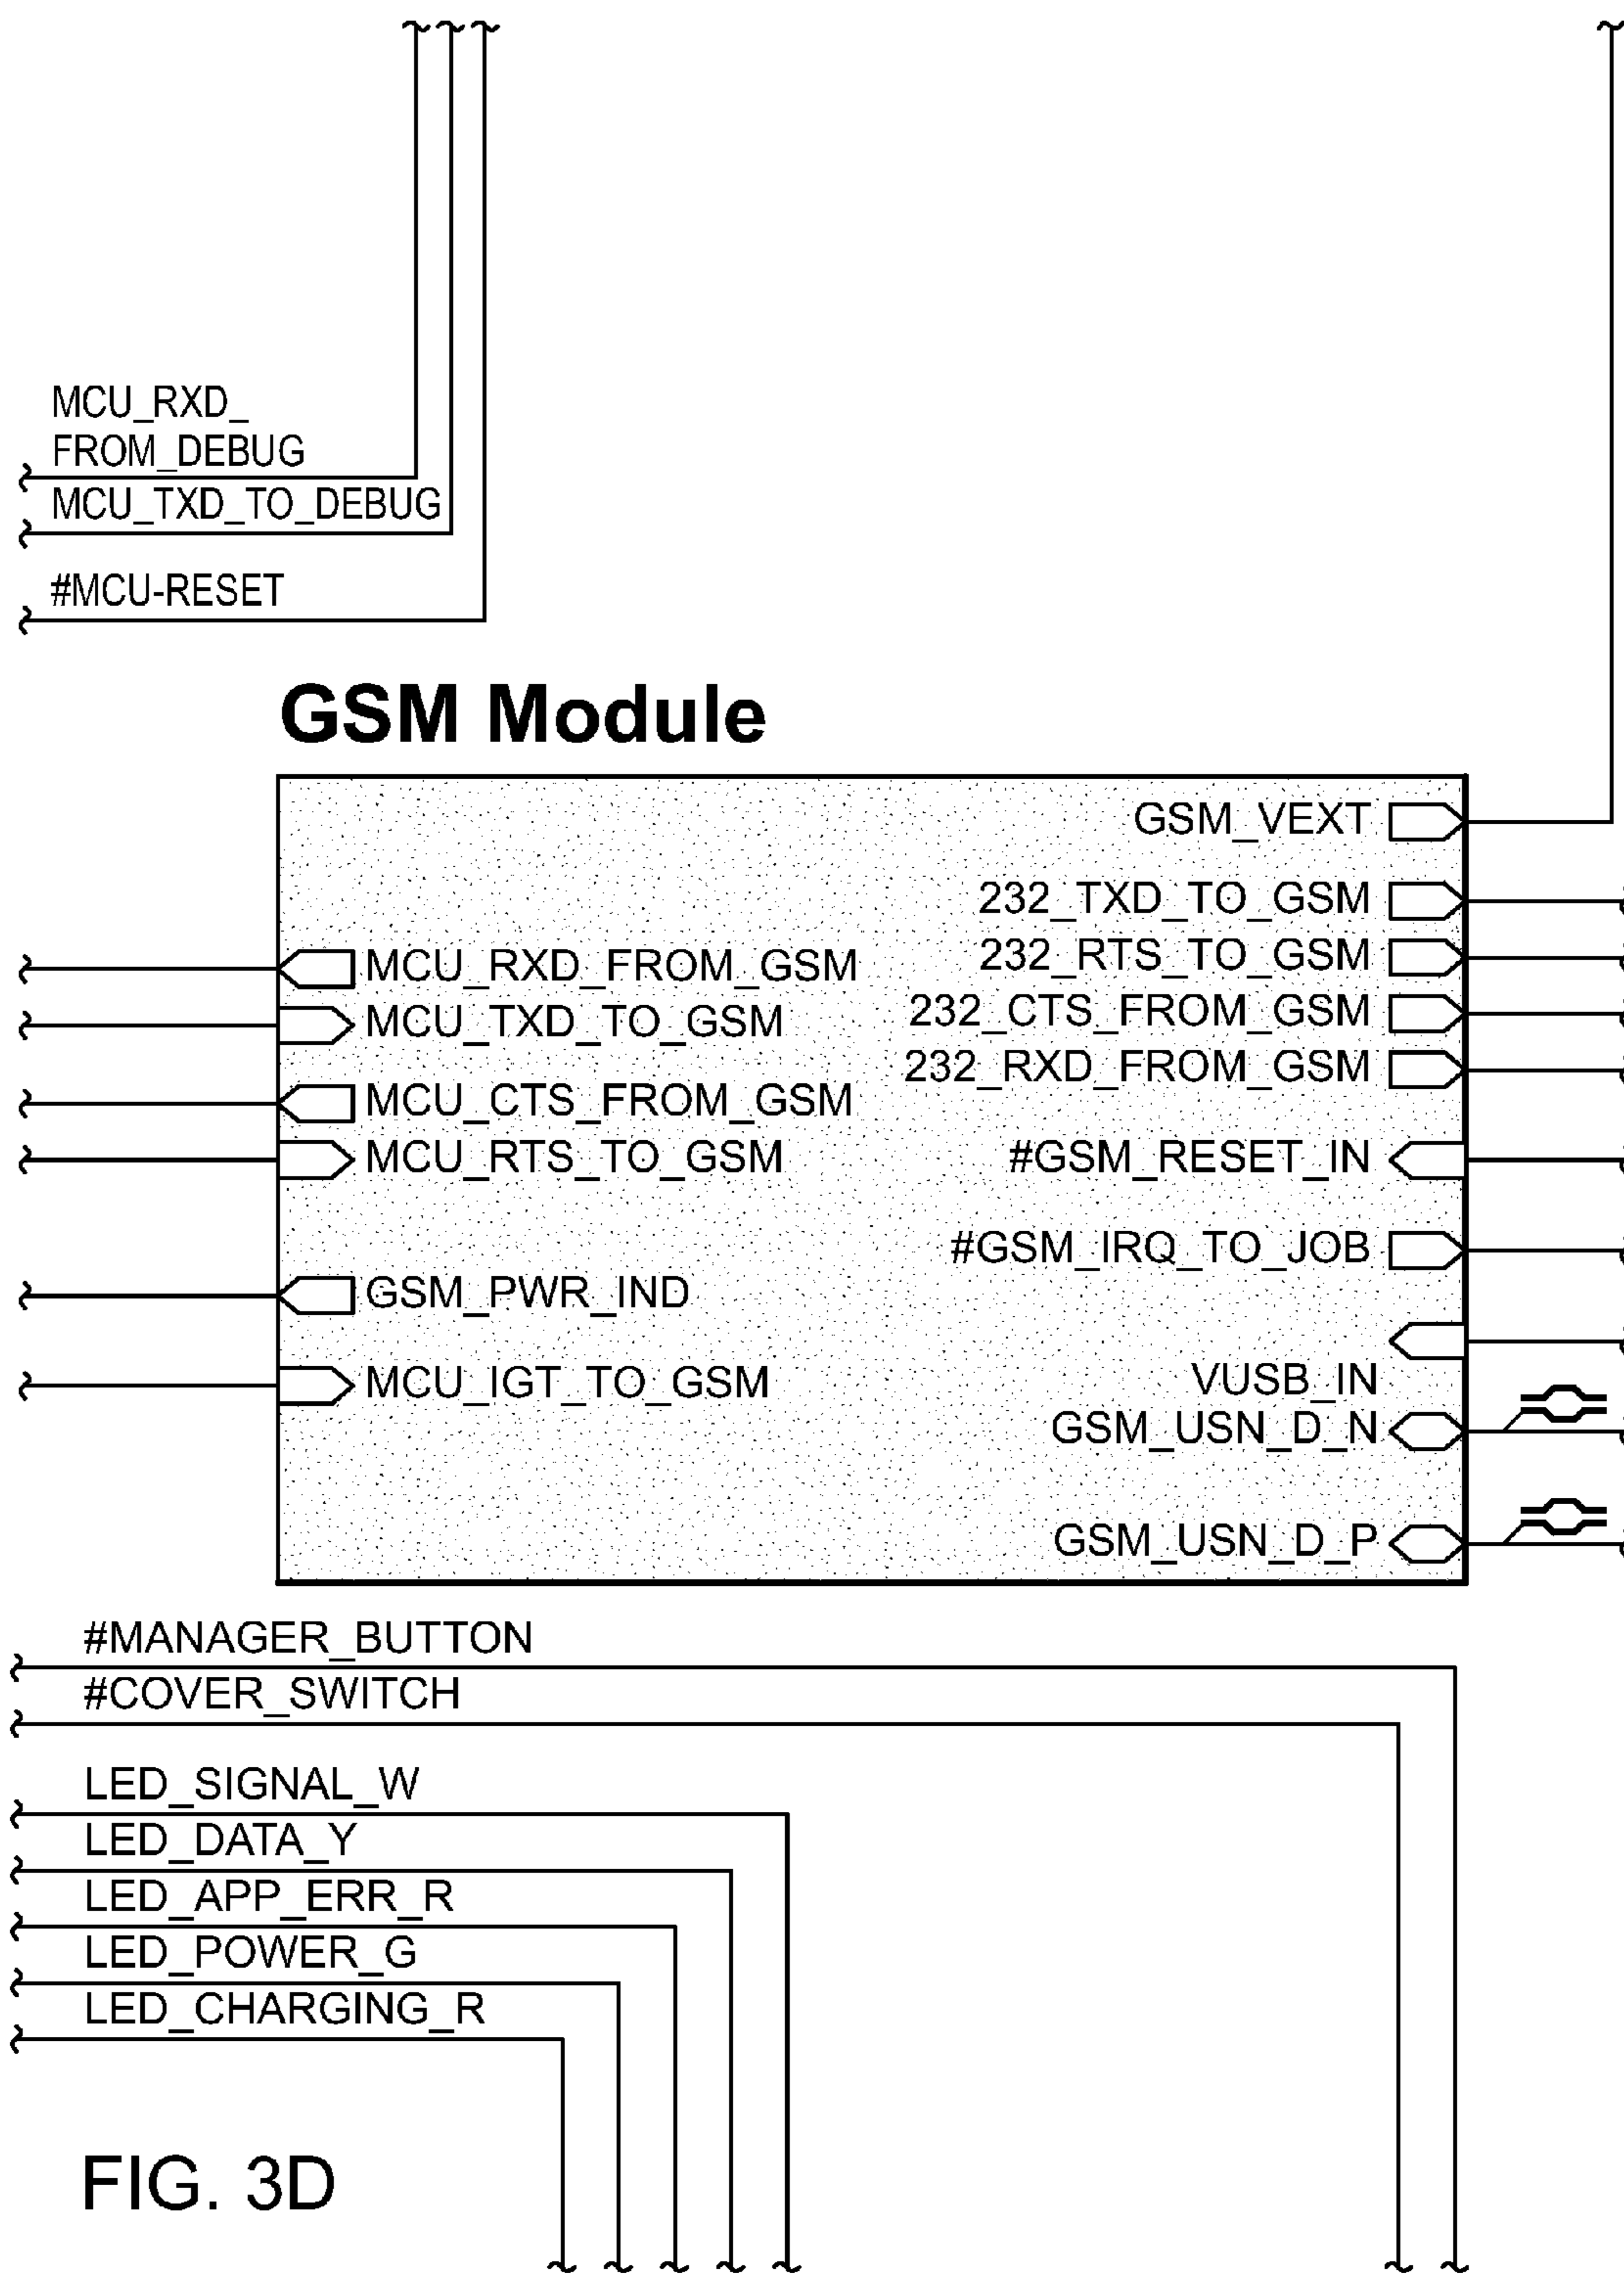 MCU_RXD_
FROM_DEBUG
MCU_TXD_TO_DEBUG
#MCU-RESET
GSM Module
GSM_VEXT
232_TXD_TO_GSM
232_RTS_TO_GSM
232_CTS_FROM_GSM
232_RXD_FROM_GSM
#GSM_RESET_IN
#GSM_IRQ_TO_JOB
VUSB_IN
GSM_USN_D_N
GSM_USN_D_P
MCU_RXD_FROM_GSM
MCU_TXD_TO_GSM
MCU_CTS_FROM_GSM
MCU_RTS_TO_GSM
GSM_PWR_IND
MCU_IGT_TO_GSM
#MANAGER_BUTTON
#COVER_SWITCH
LED_SIGNAL_W
LED_DATA_Y
LED_APP_ERR_R
LED_POWER_G
LED_CHARGING_R
FIG. 3D